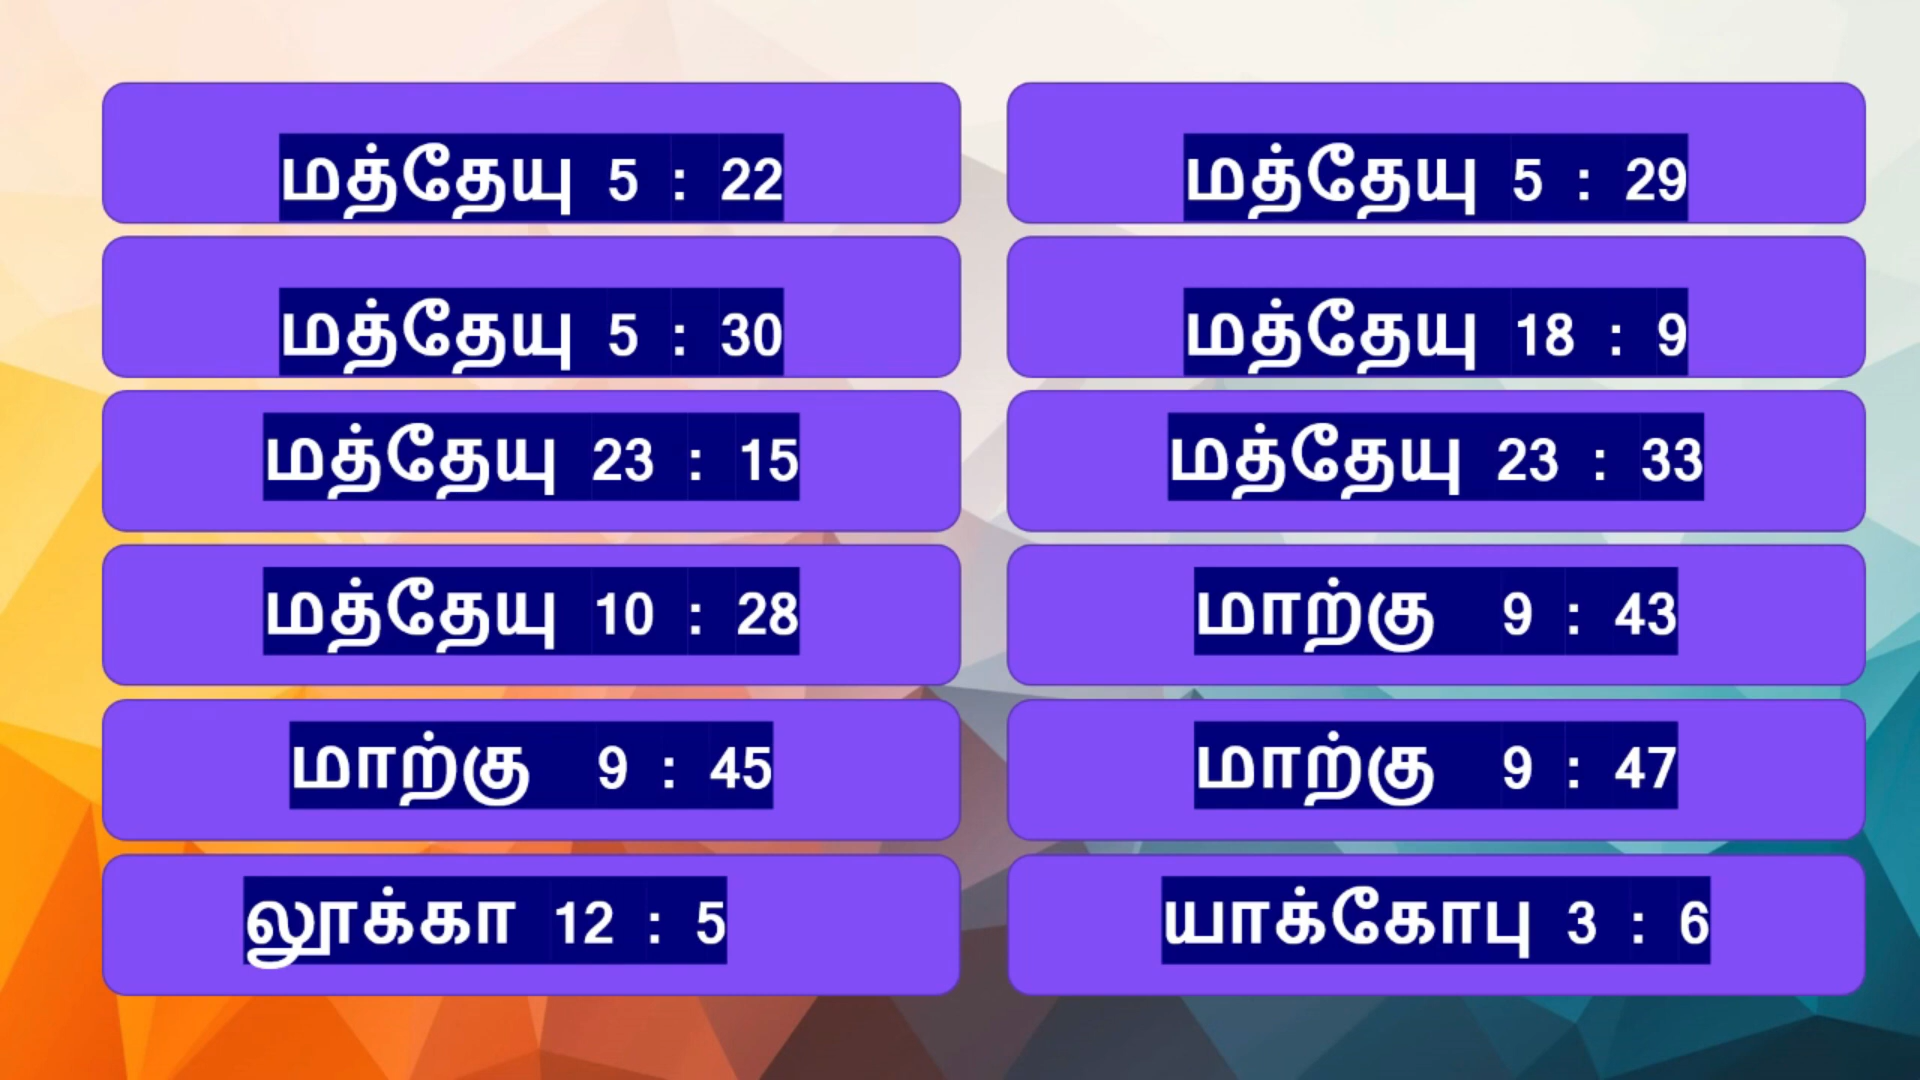 மத்தேயு 5 : 22
மத்தேயு 5 : 29
மத்தேயு 5 : 30
மத்தேயு 18 : 9
மத்தேயு 23 : 15
மத்தேயு 23 : 33
மத்தேயு 10 : 28
மாற்கு 9 : 43
மாற்கு 9 : 45
மாற்கு 9 : 47
லூக்கா 12 : 5
யாக்கோபு 3 : 6